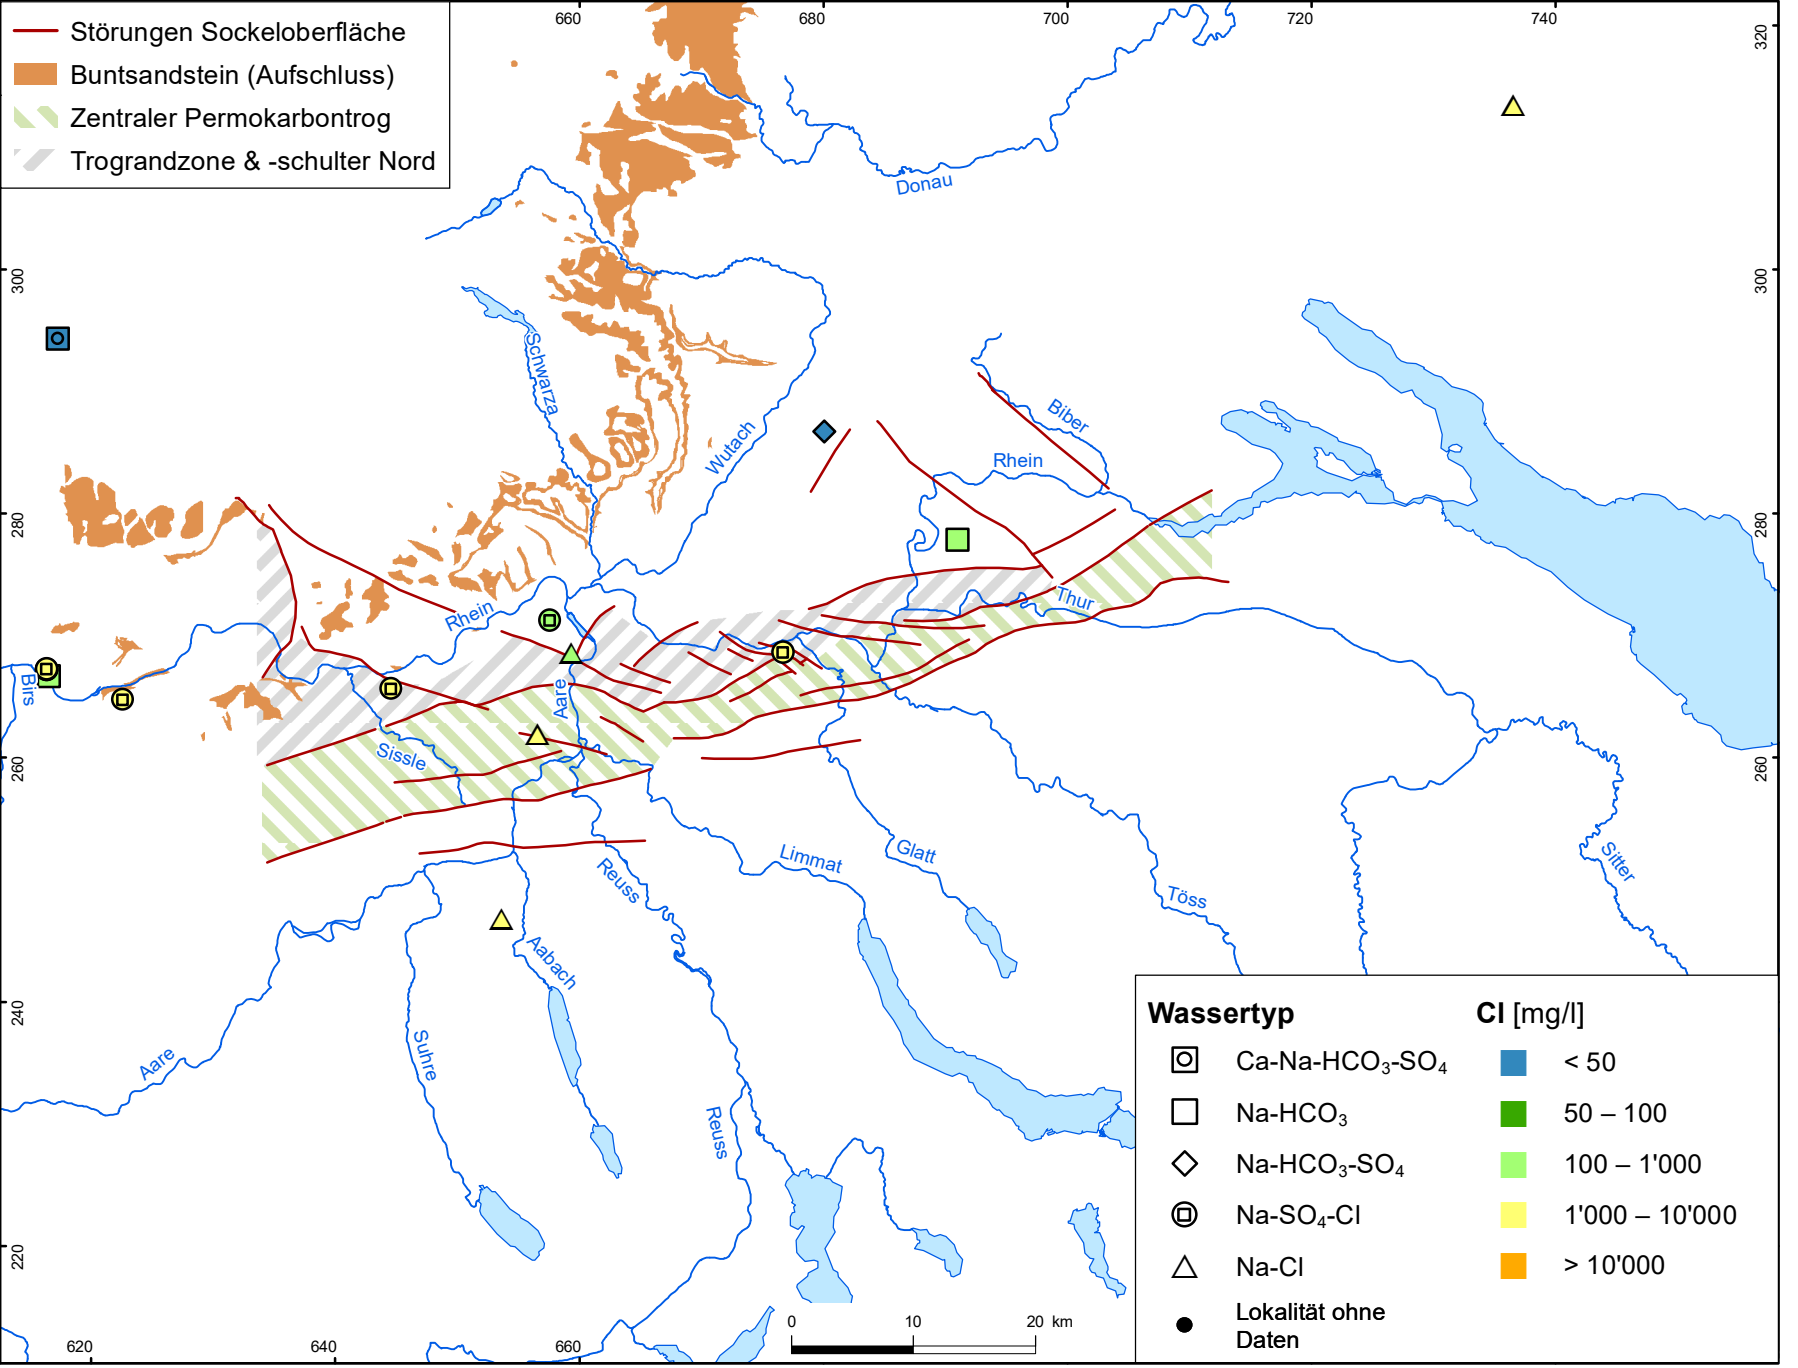 660
680
700
720
740
320
Störungen Sockeloberfläche
Buntsandstein (Aufschluss)
Zentraler Permokarbontrog
Trograndzone & -schulter Nord
Donau
300
300
Schwarza
Wutach
Biber
Rhein
280
280
Rhein
Thur
Birs
Aare
Sissle
260
260
Limmat
Glatt
Reuss
Töss
Sitter
Aabach
240
Aare
Suhre
Reuss
220
620
640
660
0 10 20 km
Wassertyp
Ca-Na-HCO₃-SO₄
Na-HCO₃
Na-HCO₃-SO₄
Na-SO₄-Cl
Na-Cl
Lokalität ohne
Daten
Cl [mg/l]
< 50
50 – 100
100 – 1'000
1'000 – 10'000
> 10'000